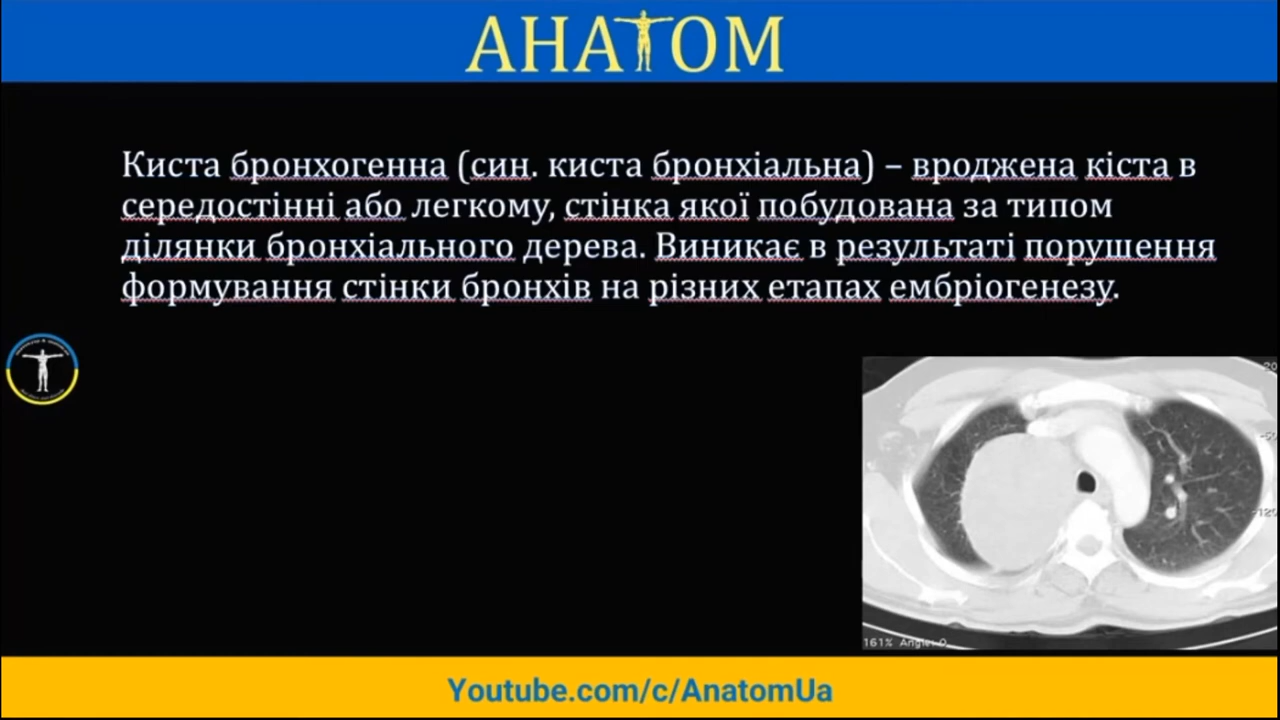 АНАТОМ
Киста бронхогенна (син. киста бронхіальна) – вроджена кіста в
середостінні або легкому, стінка якої побудована за типом
ділянки бронхіального дерева. Виникає в результаті порушення
формування стінки бронхів на різних етапах ембріогенезу.
161% Angle: 0
Youtube.com/c/AnatomUa